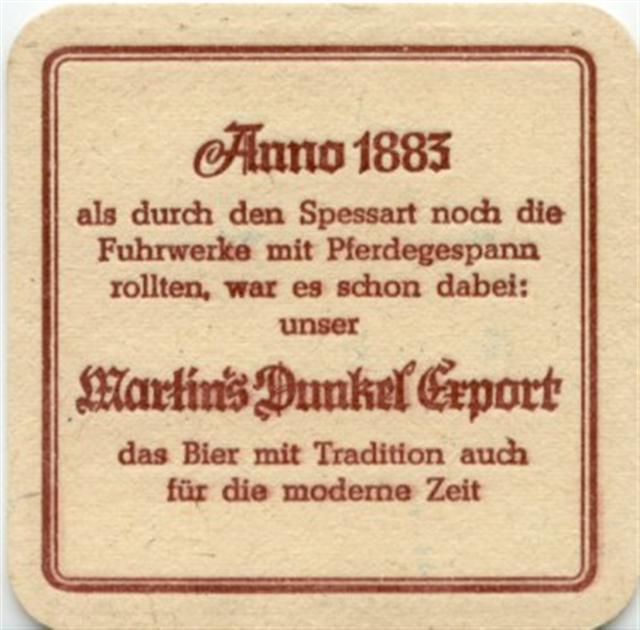 Anno 1883
als durch den Spessart noch die
Fuhrwerke mit Pferdegespann
rollten, war es schon dabei:
unser
Martin's Dunkel Export
das Bier mit Tradition auch
für die moderne Zeit